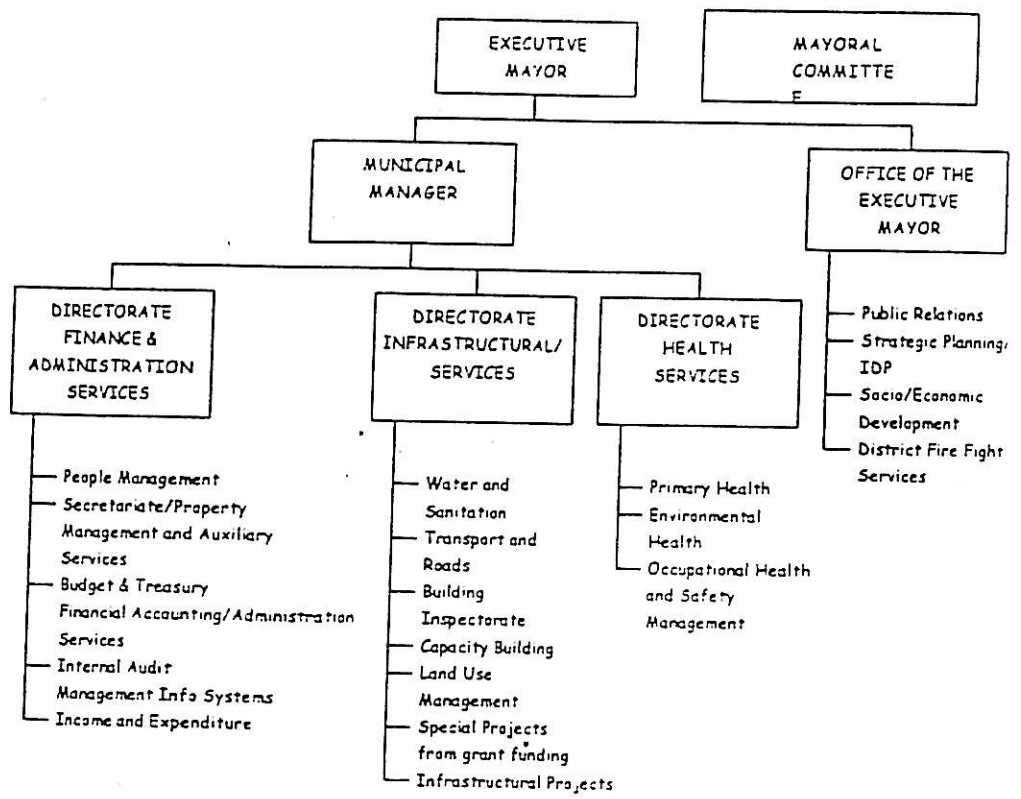 EXECUTIVE
MAYOR
MAYORAL
COMMITTE
E
MUNICIPAL
MANAGER
OFFICE OF THE
EXECUTIVE
MAYOR
DIRECTORATE
FINANCE &
ADMINISTRATION
SERVICES
DIRECTORATE
INFRASTRUCTURAL/
SERVICES
DIRECTORATE
HEALTH
SERVICES
Public Relations
Strategic Planning,
IDP
Socio/Economic
Development
District Fire Fight
Services
People Management
Secretariate/Property
Management and Auxiliary
Services
Budget & Treasury
Financial Accounting/Administration
Services
Internal Audit
Management Info Systems
Income and Expenditure
Water and
Sanitation
Transport and
Roads
Building
Inspectorate
Capacity Building
Land Use
Management
Special Projects
from grant funding
Infrastructural Projects
Primary Health
Environmental
Health
Occupational Health
and Safety
Management